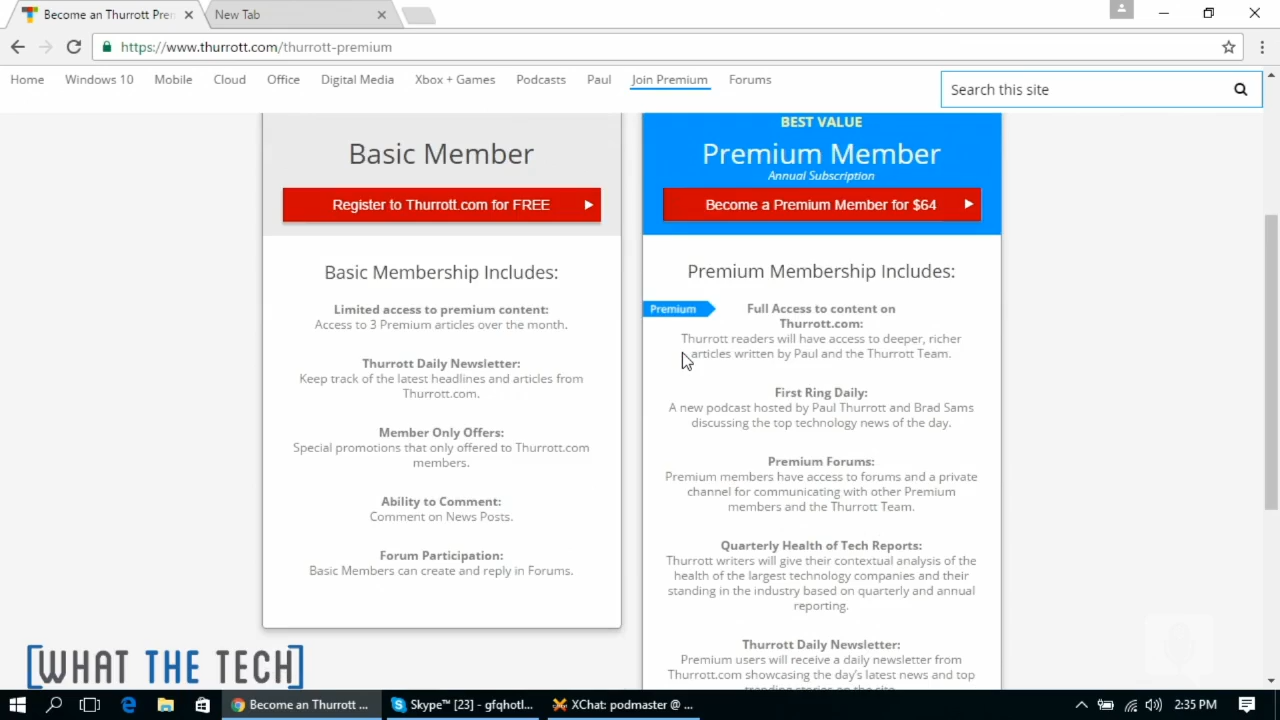 Become an Thurrott Pren
New Tab
https://www.thurrott.com/thurrott-premium
Home Windows 10 Mobile Cloud Office Digital Media Xbox + Games Podcasts Paul Join Premium Forums
Search this site
Basic Member
Register to Thurrott.com for FREE
Basic Membership Includes:
Limited access to premium content:
Access to 3 Premium articles over the month.
Thurrott Daily Newsletter:
Keep track of the latest headlines and articles from
Thurrott.com.
Member Only Offers:
Special promotions that only offered to Thurrott.com
members.
Ability to Comment:
Comment on News Posts.
Forum Participation:
Basic Members can create and reply in Forums.
BEST VALUE
Premium Member
Annual Subscription
Become a Premium Member for $64
Premium Membership Includes:
Premium
Full Access to content on
Thurrott.com:
Thurrott readers will have access to deeper, richer
articles written by Paul and the Thurrott Team.
First Ring Daily:
A new podcast hosted by Paul Thurrott and Brad Sams
discussing the top technology news of the day.
Premium Forums:
Premium members have access to forums and a private
channel for communicating with other Premium
members and the Thurrott Team.
Quarterly Health of Tech Reports:
Thurrott writers will give their contextual analysis of the
health of the largest technology companies and their
standing in the industry based on quarterly and annual
reporting.
Thurrott Daily Newsletter:
Premium users will receive a daily newsletter from
Thurrott.com showcasing the day's latest news and top
trending stories on the site.
[WHAT THE TECH]
Become an Thurrott ...
Skype™ [23] - gfqhotl...
XChat: podmaster @ ...
2:35 PM